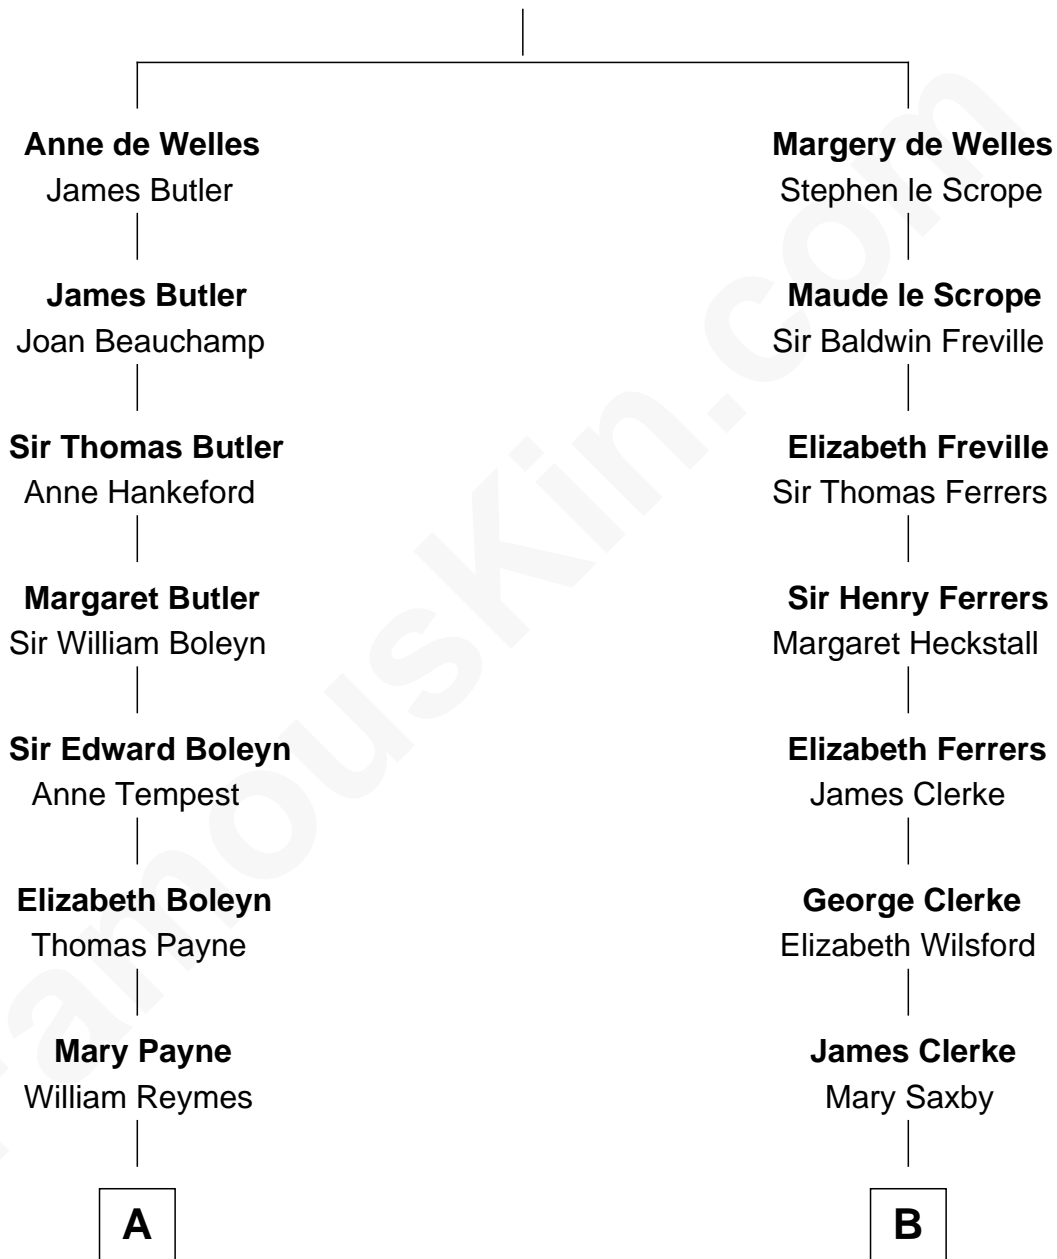 Anne de Welles
James Butler
James Butler
Joan Beauchamp
Sir Thomas Butler
Anne Hankeford
Margaret Butler
Sir William Boleyn
Sir Edward Boleyn
Anne Tempest
Elizabeth Boleyn
Thomas Payne
Mary Payne
William Reymes
A
Margery de Welles
Stephen le Scrope
Maude le Scrope
Sir Baldwin Freville
Elizabeth Freville
Sir Thomas Ferrers
Sir Henry Ferrers
Margaret Heckstall
Elizabeth Ferrers
James Clerke
George Clerke
Elizabeth Wilsford
James Clerke
Mary Saxby
B
FamousKin.com